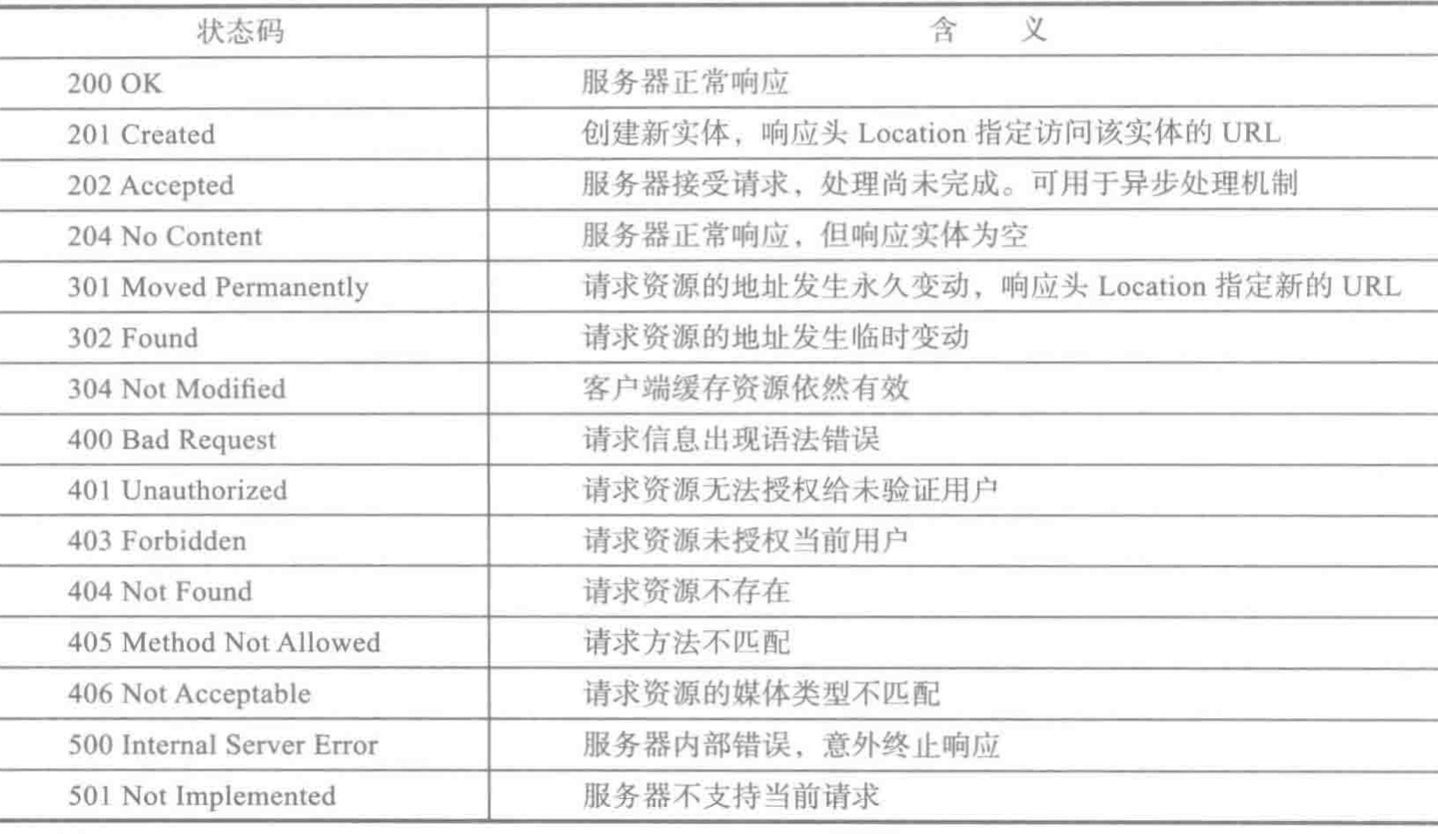 状态码 含 义
200 OK 服务器正常响应
201 Created 创建新实体，响应头 Location 指定访问该实体的 URL
202 Accepted 服务器接受请求，处理尚未完成。可用于异步处理机制
204 No Content 服务器正常响应，但响应实体为空
301 Moved Permanently 请求资源的地址发生永久变动，响应头 Location 指定新的 URL
302 Found 请求资源的地址发生临时变动
304 Not Modified 客户端缓存资源依然有效
400 Bad Request 请求信息出现语法错误
401 Unauthorized 请求资源无法授权给未验证用户
403 Forbidden 请求资源未授权当前用户
404 Not Found 请求资源不存在
405 Method Not Allowed 请求方法不匹配
406 Not Acceptable 请求资源的媒体类型不匹配
500 Internal Server Error 服务器内部错误，意外终止响应
501 Not Implemented 服务器不支持当前请求